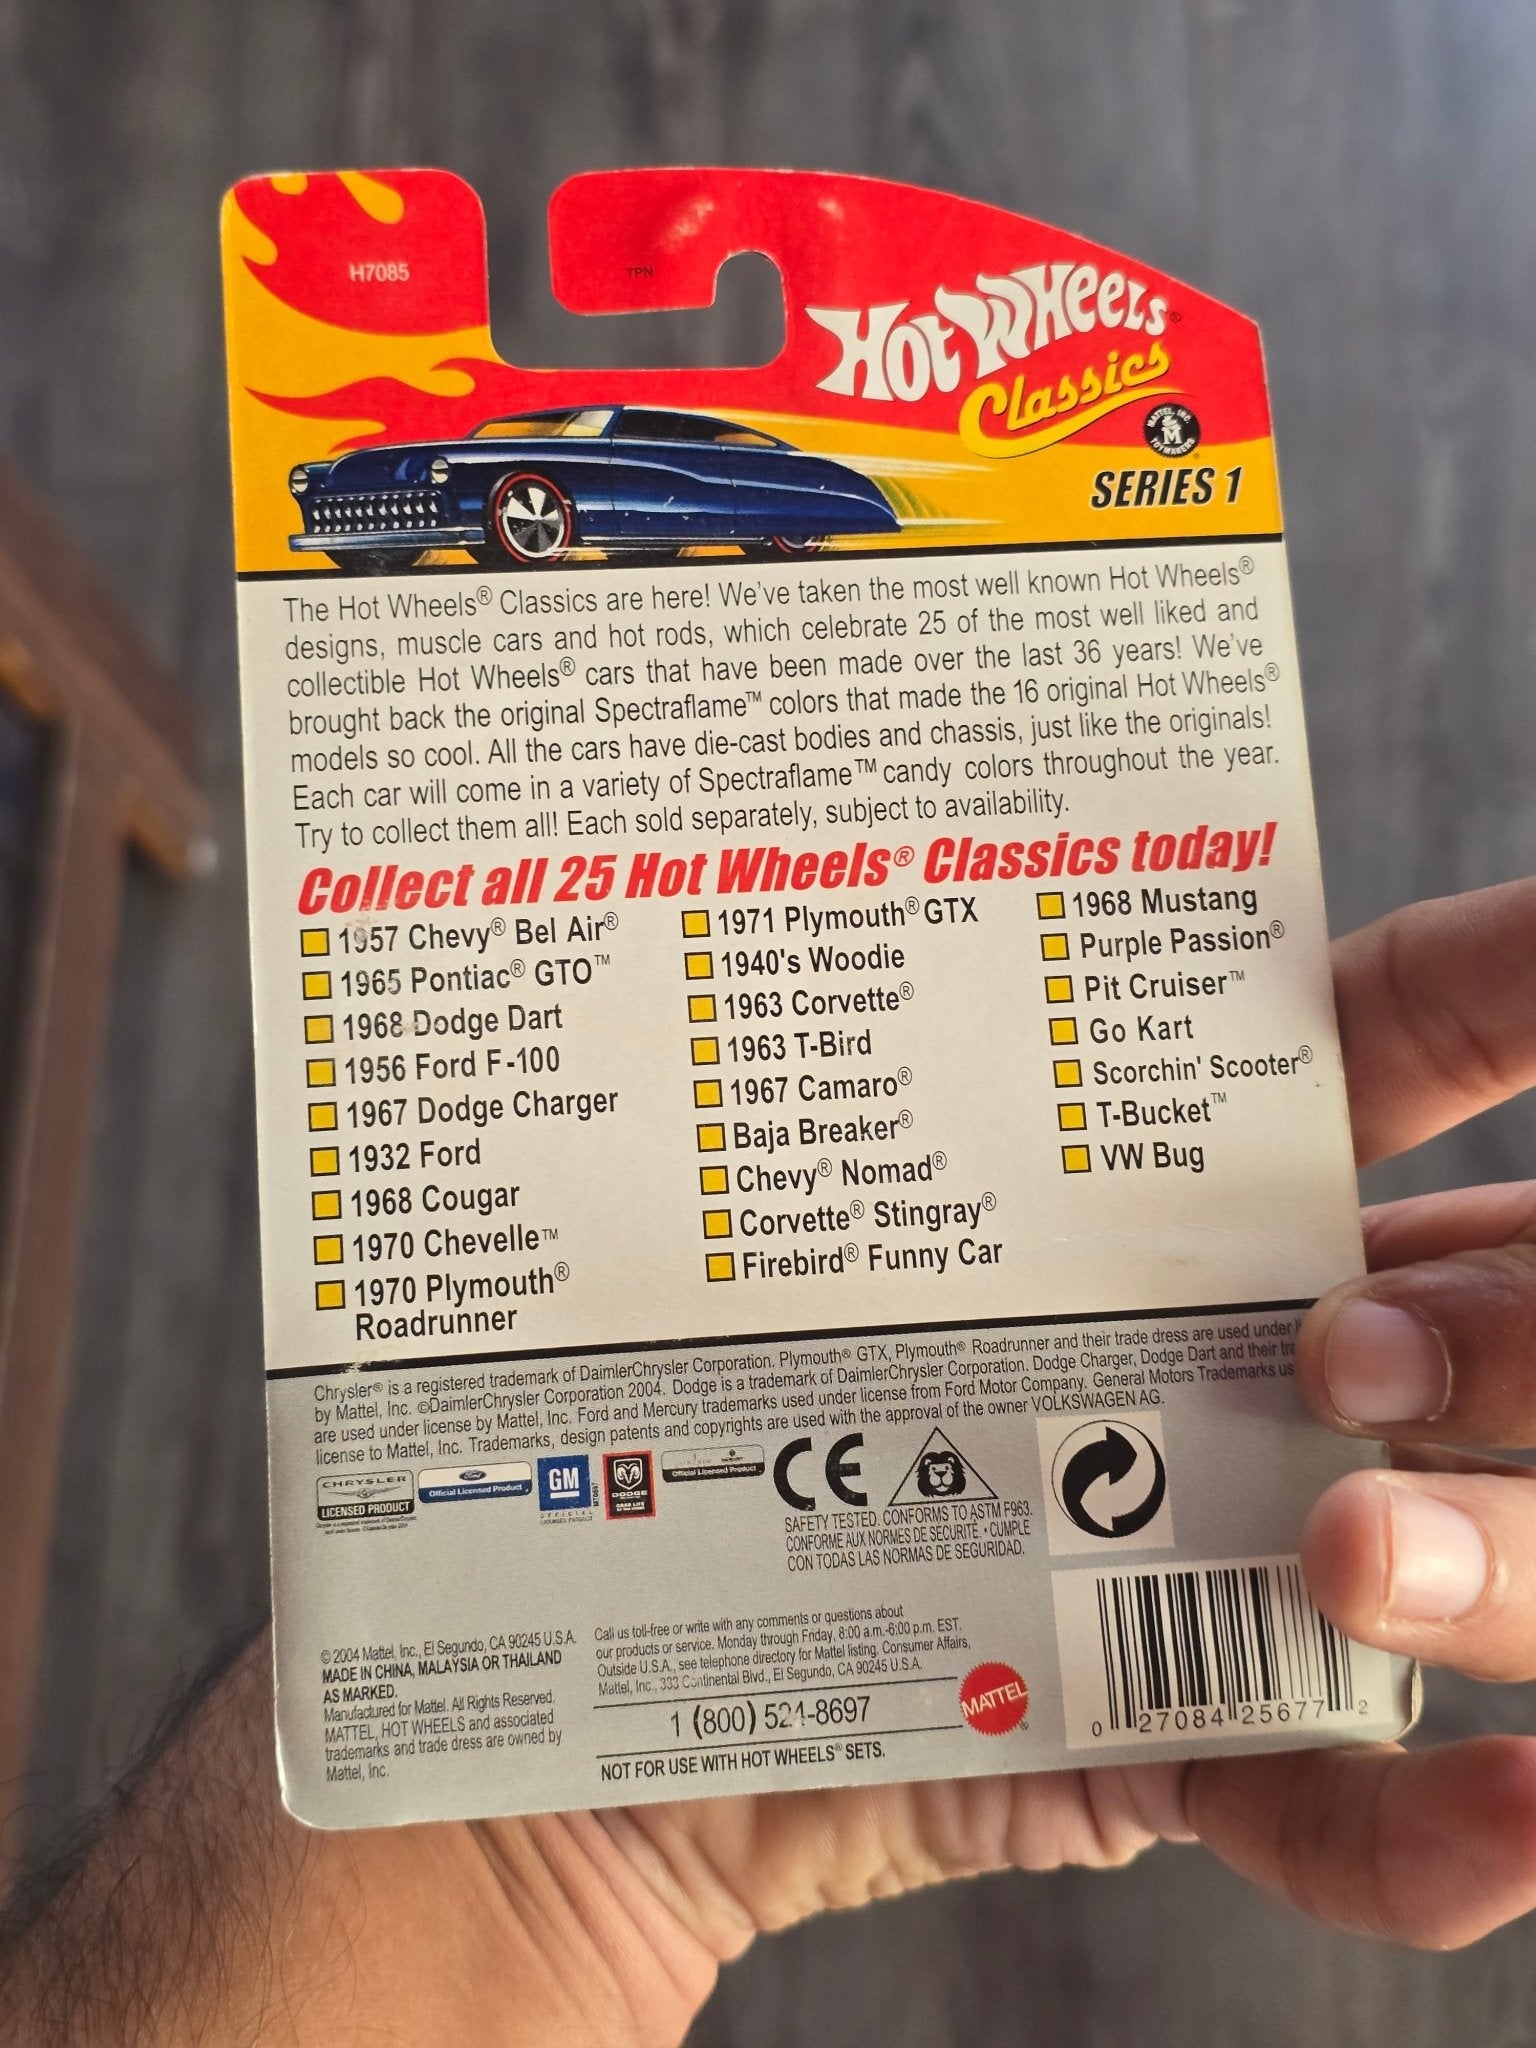 H7085
TPN
Hot Wheels®
Classics
MATTEL, INC.
M
TOYMAKERS
SERIES 1
The Hot Wheels® Classics are here! We've taken the most well known Hot Wheels®
designs, muscle cars and hot rods, which celebrate 25 of the most well liked and
collectible Hot Wheels® cars that have been made over the last 36 years! We've
brought back the original Spectraflame™ colors that made the 16 original Hot Wheels®
models so cool. All the cars have die-cast bodies and chassis, just like the originals!
Each car will come in a variety of Spectraflame™ candy colors throughout the year.
Try to collect them all! Each sold separately, subject to availability.
Collect all 25 Hot Wheels® Classics today!
1957 Chevy® Bel Air®
1965 Pontiac® GTO™
1968 Dodge Dart
1956 Ford F-100
1967 Dodge Charger
1932 Ford
1968 Cougar
1970 Chevelle™
1970 Plymouth®
Roadrunner
1971 Plymouth® GTX
1940's Woodie
1963 Corvette®
1963 T-Bird
1967 Camaro®
Baja Breaker®
Chevy® Nomad®
Corvette® Stingray®
Firebird® Funny Car
1968 Mustang
Purple Passion®
Pit Cruiser™
Go Kart
Scorchin' Scooter®
T-Bucket™
VW Bug
Chrysler® is a registered trademark of DaimlerChrysler Corporation. Plymouth® GTX, Plymouth® Roadrunner and their trade dress are used under
by Mattel, Inc. ©DaimlerChrysler Corporation 2004. Dodge is a trademark of DaimlerChrysler Corporation. Dodge Charger, Dodge Dart and their
are used under license by Mattel, Inc. Ford and Mercury trademarks used under license from Ford Motor Company. General Motors Trademarks
license to Mattel, Inc. Trademarks, design patents and copyrights are used with the approval of the owner VOLKSWAGEN AG.
CHRYSLER
LICENSED PRODUCT
Ford
Official Licensed Product
GM
OFFICIAL
LICENSED PRODUCT
DODGE
GRAB LIFE
BY THE HORNS
Official Licensed Product
CE
SAFETY TESTED. CONFORMS TO ASTM F963.
CONFORME AUX NORMES DE SÉCURITÉ. • CUMPLE
CON TODAS LAS NORMAS DE SEGURIDAD.
© 2004 Mattel, Inc., El Segundo, CA 90245 U.S.A.
MADE IN CHINA, MALAYSIA OR THAILAND
AS MARKED.
Manufactured for Mattel. All Rights Reserved.
MATTEL, HOT WHEELS and associated
trademarks and trade dress are owned by
Mattel, Inc.
Call us toll-free or write with any comments or questions about
our products or service. Monday through Friday, 8:00 a.m.-6:00 p.m. EST.
Outside U.S.A., see telephone directory for Mattel listing. Consumer Affairs,
Mattel, Inc., 333 Continental Blvd., El Segundo, CA 90245 U.S.A.
1 (800) 524-8697
NOT FOR USE WITH HOT WHEELS® SETS.
MATTEL®
0 27084 25677 2